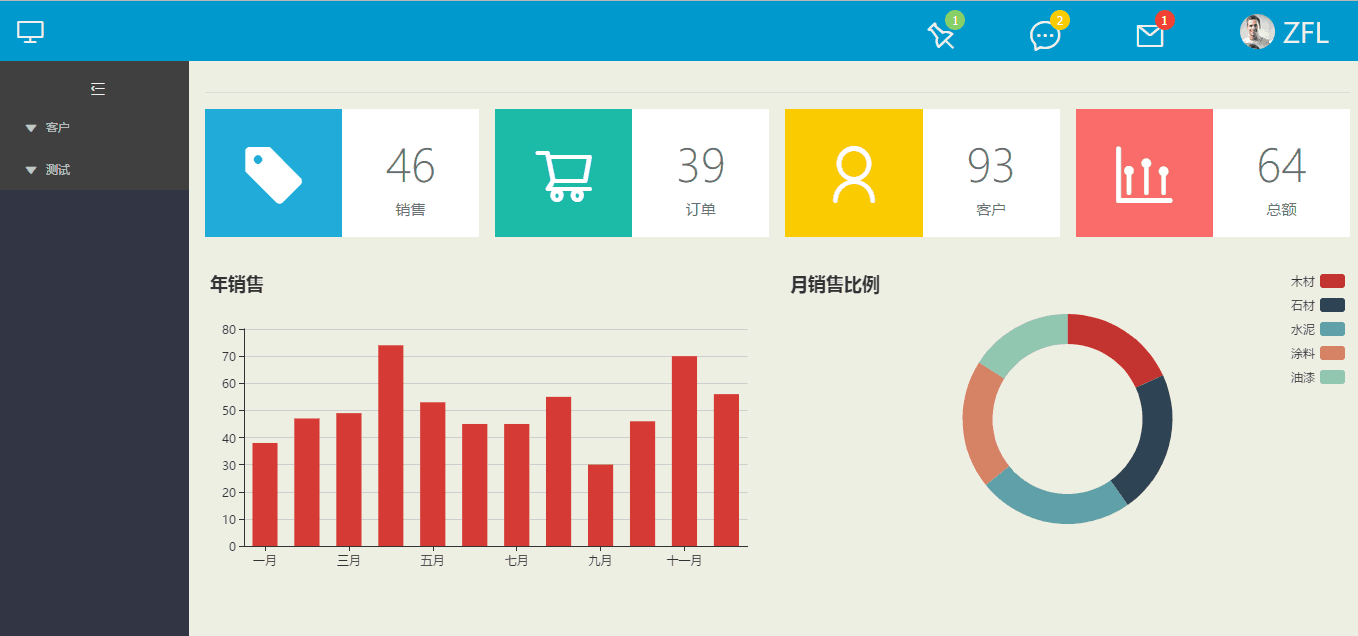 1
2
1
ZFL
客户
测试
46
销售
39
订单
93
客户
64
总额
年销售
80
70
60
50
40
30
20
10
0
一月
三月
五月
七月
九月
十一月
月销售比例
木材
石材
水泥
涂料
油漆